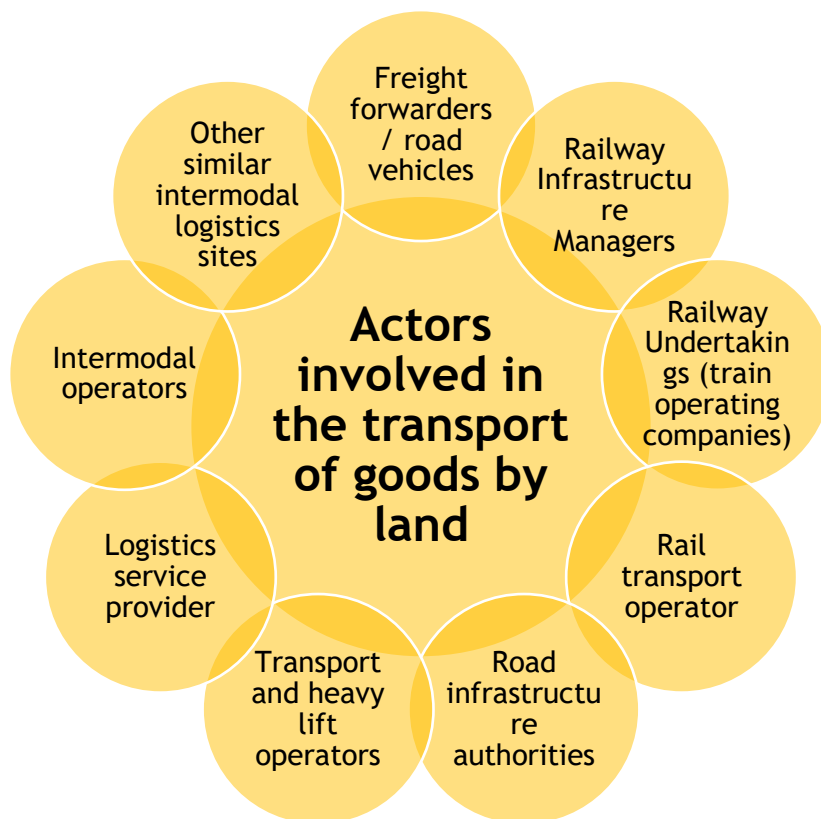 Freight
forwarders
/ road
vehicles
Railway
Infrastructu
re
Managers
Railway
Undertakin
gs (train
operating
companies)
Rail
transport
operator
Road
infrastructu
re
authorities
Transport
and heavy
lift
operators
Logistics
service
provider
Intermodal
operators
Other
similar
intermodal
logistics
sites
Actors
involved in
the transport
of goods by
land